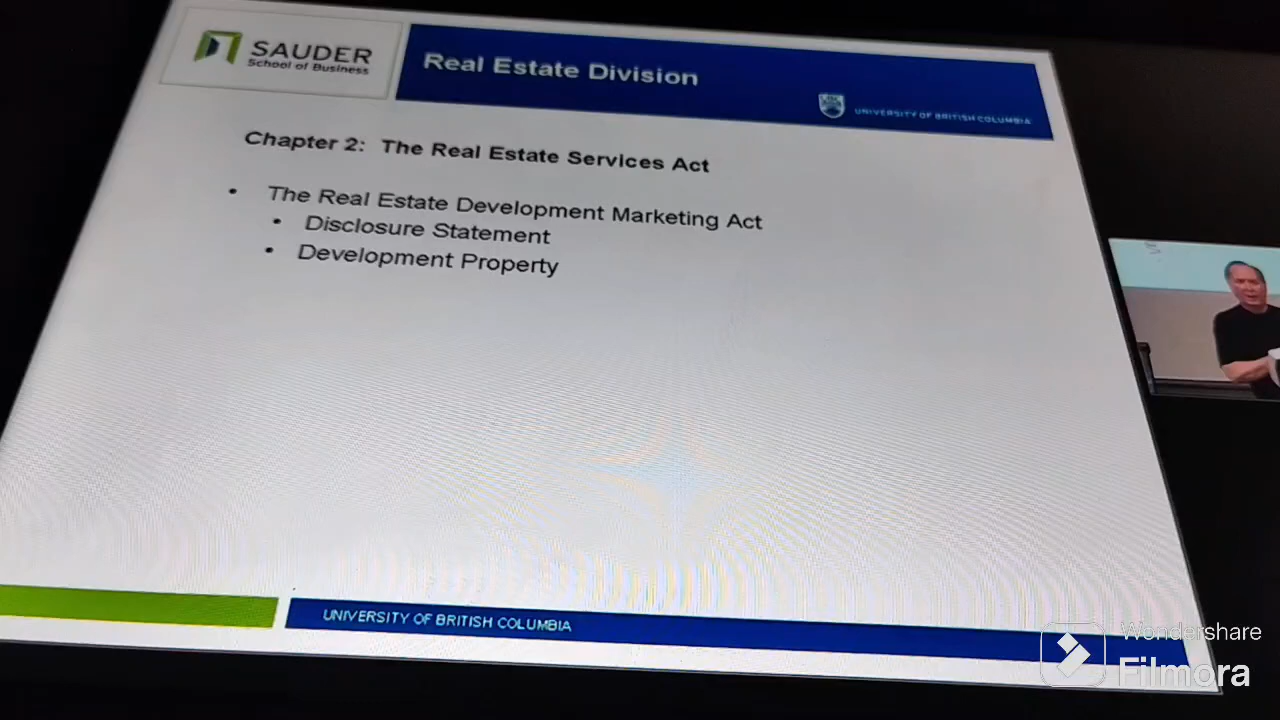 SAUDER
School of Business
Real Estate Division
UNIVERSITY OF BRITISH COLUMBIA
Chapter 2: The Real Estate Services Act
• The Real Estate Development Marketing Act
• Disclosure Statement
• Development Property
UNIVERSITY OF BRITISH COLUMBIA
Wondershare
Filmora